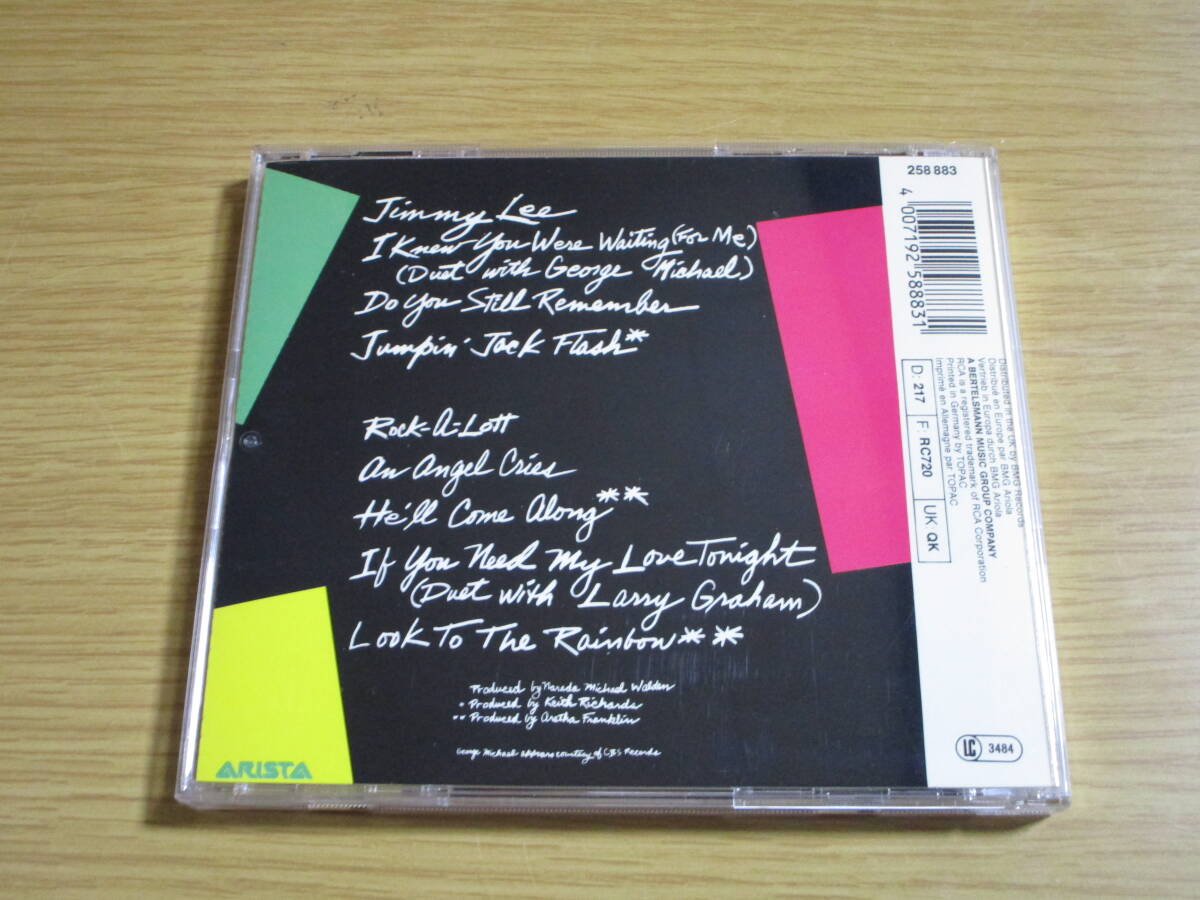 Jimmy Lee
I Knew You Were Waiting (For Me)
(Duet with George Michael)
Do You Still Remember
Jumpin' Jack Flash*
Rock-A-Lott
An Angel Cries
He'll Come Along**
If You Need My Love Tonight
(Duet with Larry Graham)
Look To The Rainbow**
Produced by Narada Michael Walden
* Produced by Keith Richards
** Produced by Aretha Franklin
George Michael appears courtesy of CBS Records
ARISTA
258 883
4 007192 588831
D: 217
F: RC720
UK: QK
Distributed in the UK by BMG Records
Distribué en Europe par BMG Ariola
Vertrieb in Europa durch BMG Ariola
A BERTELSMANN MUSIC GROUP COMPANY
RCA is a registered trademark of RCA Corporation
Printed in Germany by TOPAC
Imprimé en Allemagne par TOPAC
LC 3484